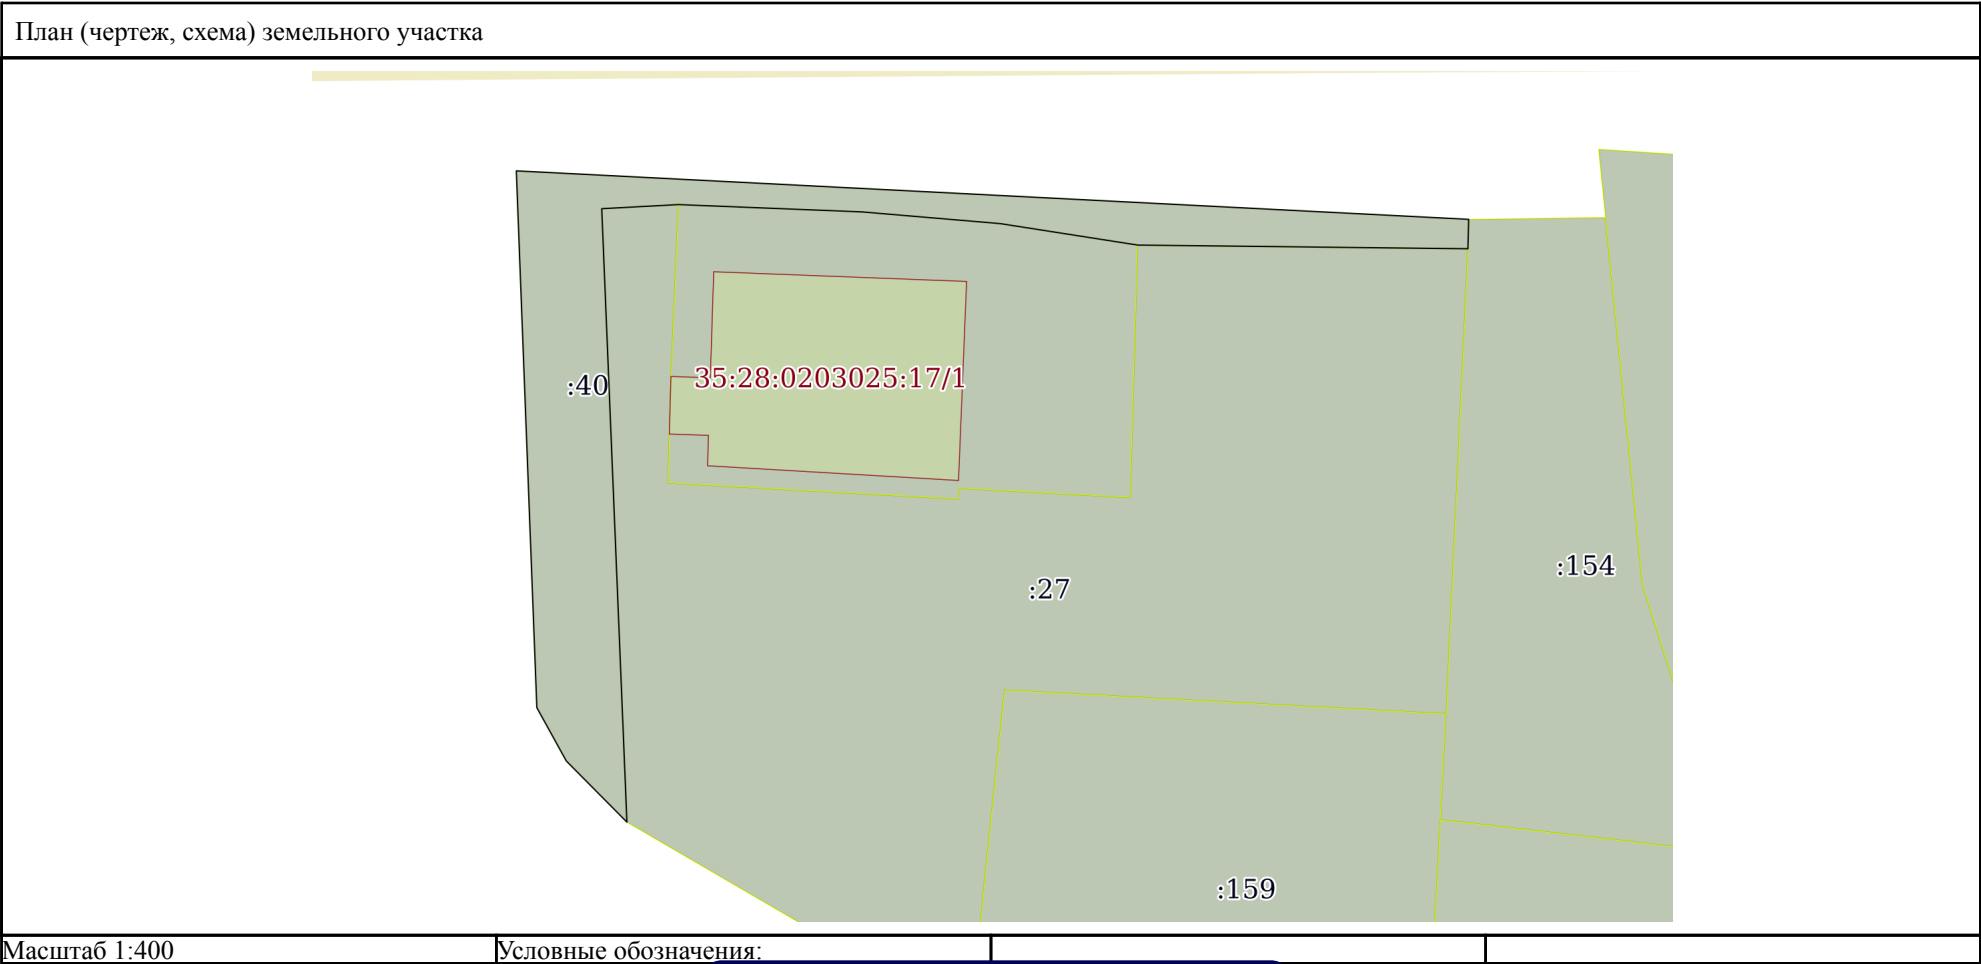 План (чертеж, схема) земельного участка
:40
35:28:0203025:17/1
:154
:27
:159
Масштаб 1:400
Условные обозначения: